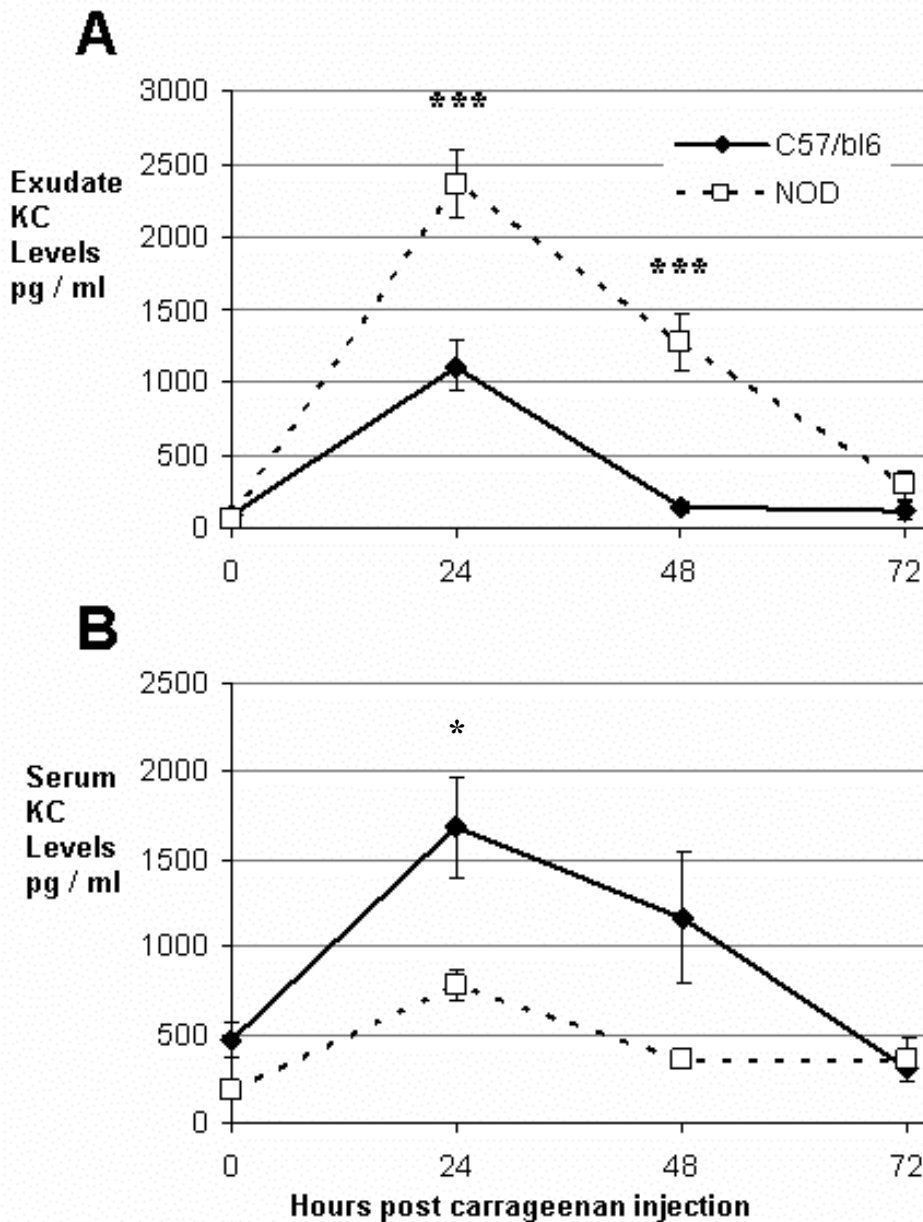 A
3000
2500
2000
1500
1000
500
0
Exudate
KC
Levels
pg / ml
***
***
C57/bl6
NOD
0 24 48 72
B
2500
2000
1500
1000
500
0
Serum
KC
Levels
pg / ml
*
0 24 48 72
Hours post carrageenan injection